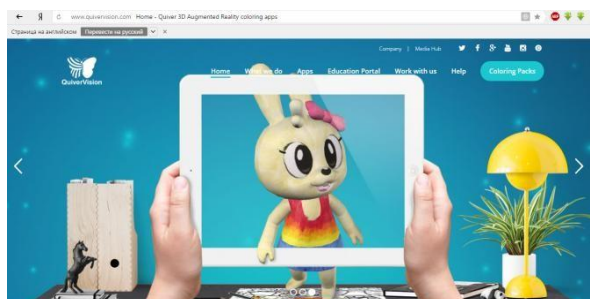 Я www.quivervision.com Home - Quiver 3D Augmented Reality coloring apps
Страница на английском Перевести на русский
Company | Media Hub
QuiverVision
Home What we do Apps Education Portal Work with us Help Coloring Packs